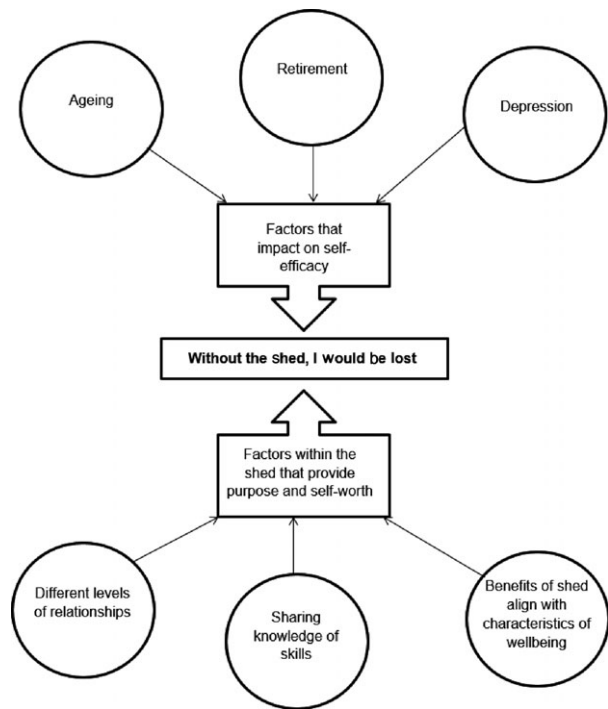 Retirement
Ageing
Depression
Factors that
impact on self-
efficacy
Without the shed, I would be lost
Factors within the
shed that provide
purpose and self-worth
Different levels
of relationships
Sharing
knowledge of
skills
Benefits of shed
align with
characteristics of
wellbeing